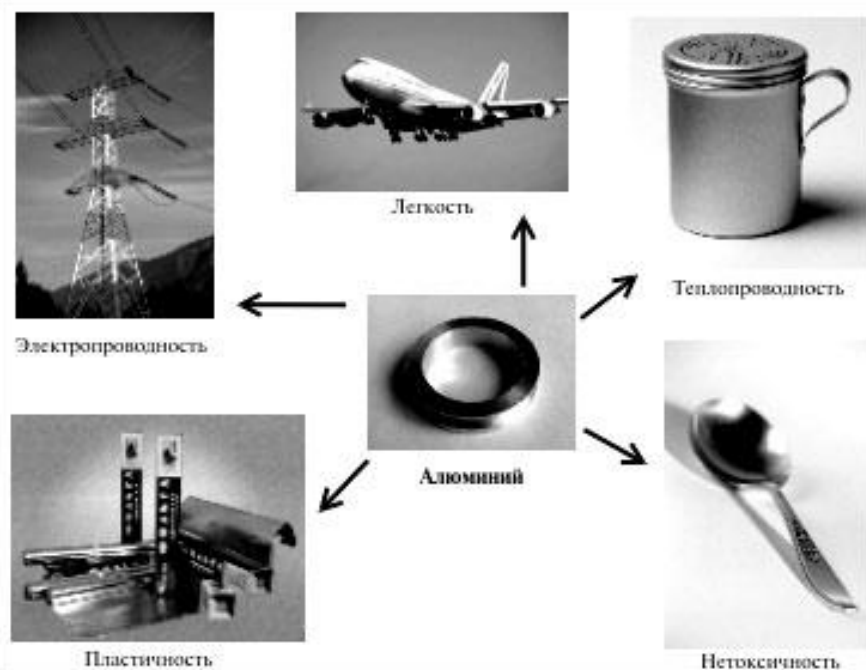 Легкость
Теплопроводность
Электропроводность
Алюминий
Пластичность
Нетоксичность